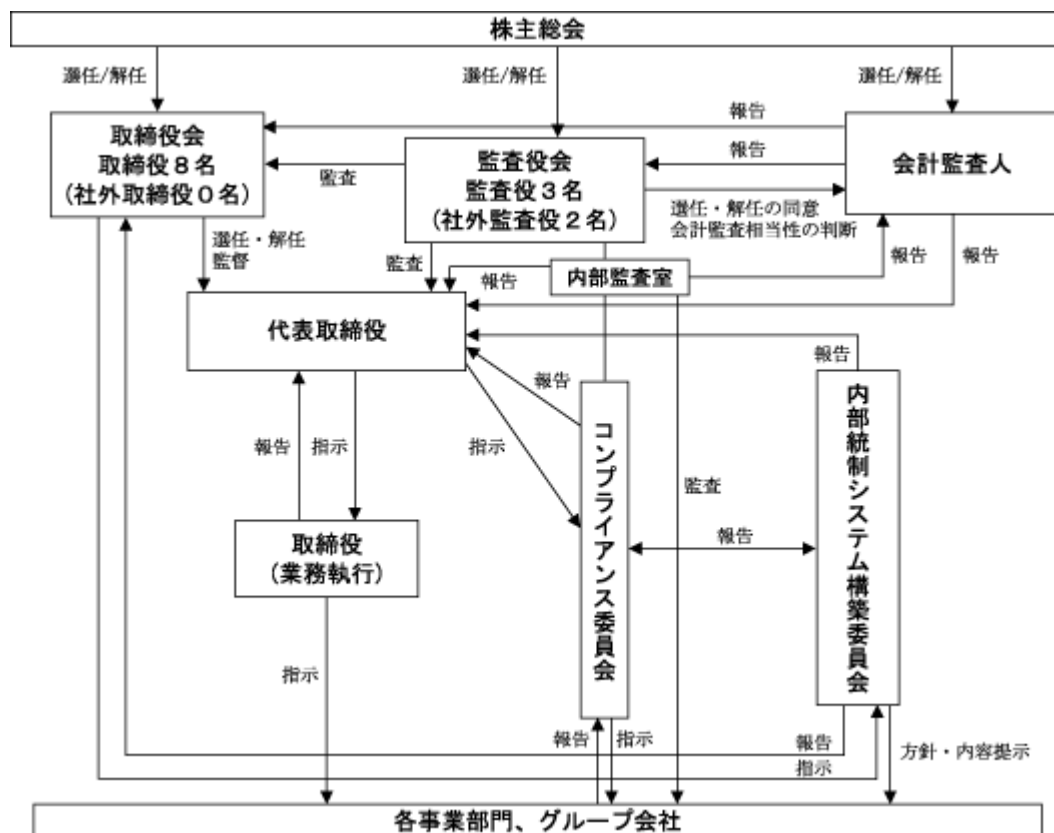 株主総会
選任/解任
選任/解任
選任/解任
取締役会
取締役8名
(社外取締役0名)
監査役会
監査役3名
(社外監査役2名)
会計監査人
報告
報告
監査
選任・解任の同意
会計監査相当性の判断
選任・解任
監督
監査
報告
内部監査室
報告
報告
代表取締役
報告
報告
報告
指示
指示
コンプライアンス委員会
内部統制システム構築委員会
監査
報告
取締役
(業務執行)
指示
報告
指示
報告
指示
方針・内容提示
各事業部門、グループ会社